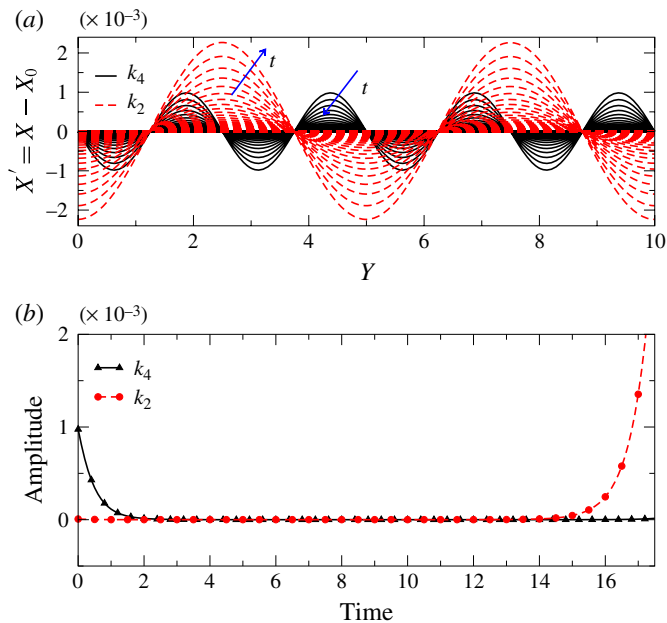 (a) (× 10⁻³)
2
k₄
k₂
t
t
1
0
−1
−2
X′ = X − X₀
0 2 4 6 8 10
Y
(b) (× 10⁻³)
2
k₄
k₂
1
0
Amplitude
0 2 4 6 8 10 12 14 16
Time